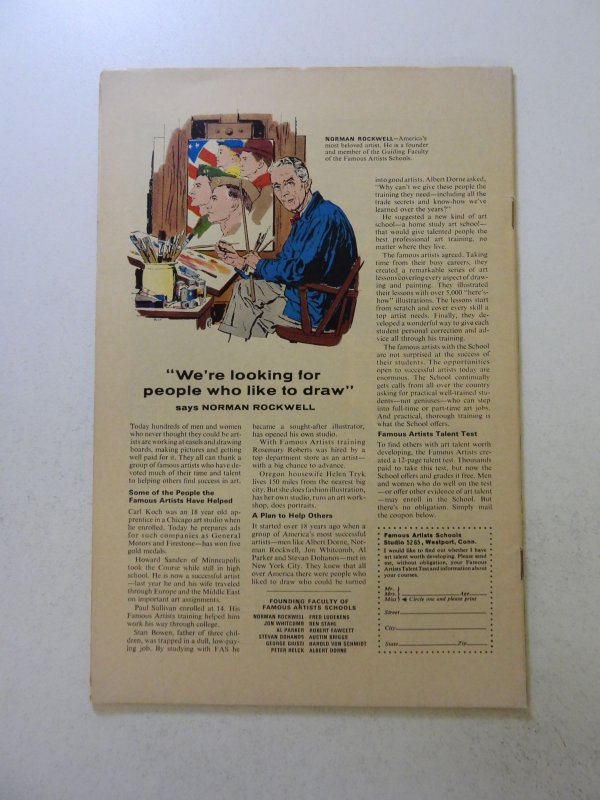 NORMAN ROCKWELL—America's
most beloved artist. He is a founder
and member of the Guiding Faculty
of the Famous Artists Schools.
"We're looking for
people who like to draw"
says NORMAN ROCKWELL
Today hundreds of men and women
who never thought they could be art-
ists are working at easels and drawing
boards, making pictures and getting
well paid for it. They all can thank a
group of famous artists who have de-
voted much of their time and talent
to helping others find success in art.
Some of the People the
Famous Artists Have Helped
Carl Koch was an 18 year old ap-
prentice in a Chicago art studio when
he enrolled. Today he prepares ads
for such companies as General
Motors and Firestone—has won five
gold medals.
Howard Sanden of Minneapolis
took the Course while still in high
school. He is now a successful artist
—last year he and his wife traveled
through Europe and the Middle East
on important art assignments.
Paul Sullivan enrolled at 14. His
Famous Artists training helped him
work his way through college.
Stan Bowen, father of three chil-
dren, was trapped in a dull, low-pay-
ing job. By studying with FAS he
became a sought-after illustrator,
has opened his own studio.
With Famous Artists training
Rosemary Roberts was hired by a
top department store as an artist—
with a big chance to advance.
Oregon housewife Helen Tryk
lives 150 miles from the nearest big
city. But she does fashion illustration,
has her own studio, runs an art work-
shop, does portraits.
A Plan to Help Others
It started over 18 years ago when a
group of America's most successful
artists—men like Albert Dorne, Nor-
man Rockwell, Jon Whitcomb, Al
Parker and Stevan Dohanos—met in
New York City. They knew that all
over America there were people who
liked to draw who could be turned
FOUNDING FACULTY OF
FAMOUS ARTISTS SCHOOLS
NORMAN ROCKWELL FRED LUDEKENS
JON WHITCOMB BEN STAHL
AL PARKER ROBERT FAWCETT
STEVAN DOHANOS AUSTIN BRIGGS
GEORGE GIUSTI HAROLD VON SCHMIDT
PETER HELCK ALBERT DORNE
into good artists. Albert Dorne asked,
"Why can't we give these people the
training they need—including all the
trade secrets and know-how we've
learned over the years?"
He suggested a new kind of art
school—a home study art school—
that would give talented people the
best professional art training, no
matter where they live.
The famous artists agreed. Taking
time from their busy careers, they
created a remarkable series of art
lessons covering every aspect of draw-
ing and painting. They illustrated
their lessons with over 5,000 "here's-
how" illustrations. The lessons start
from scratch and cover every skill a
top artist needs. Finally, they de-
veloped a wonderful way to give each
student personal correction and ad-
vice all through his training.
The famous artists with the School
are not surprised at the success of
their students. The opportunities
open to successful artists today are
enormous. The School continually
gets calls from all over the country
asking for practical well-trained stu-
dents—not geniuses—who can step
into full-time or part-time art jobs.
And practical, thorough training is
what the School offers.
Famous Artists Talent Test
To find others with art talent worth
developing, the Famous Artists cre-
ated a 12-page talent test. Thousands
paid to take this test, but now the
School offers and grades it free. Men
and women who do well on the test
—or offer other evidence of art talent
—may enroll in the School. But
there's no obligation. Simply mail
the coupon below.
Famous Artists Schools
Studio 5265, Westport, Conn.
I would like to find out whether I have
art talent worth developing. Please send
me, without obligation, your Famous
Artists Talent Test and information about
your courses.
Mr.
Mrs. Age
Miss Circle one and please print
Street
City
State Zip